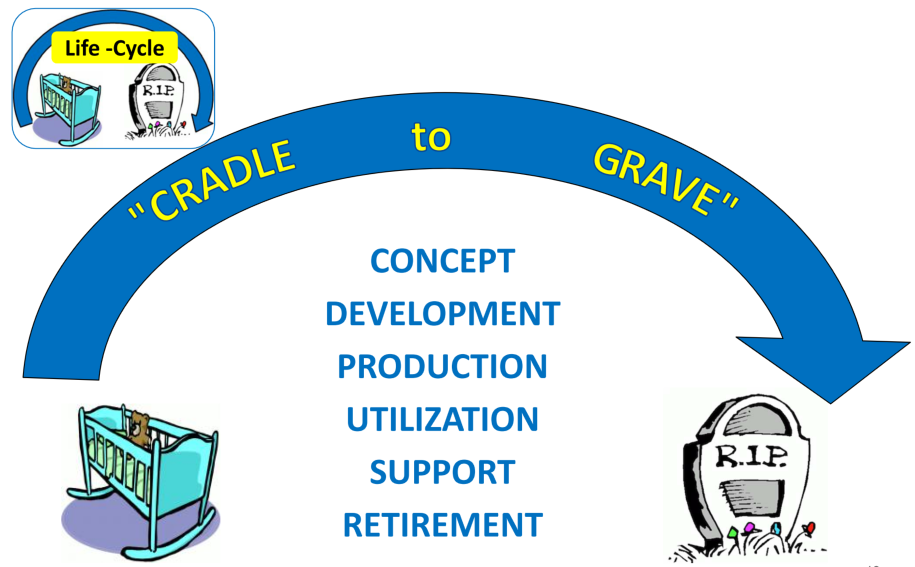 Life -Cycle
R.I.P.
"CRADLE to GRAVE"
CONCEPT
DEVELOPMENT
PRODUCTION
UTILIZATION
SUPPORT
RETIREMENT
R.I.P.